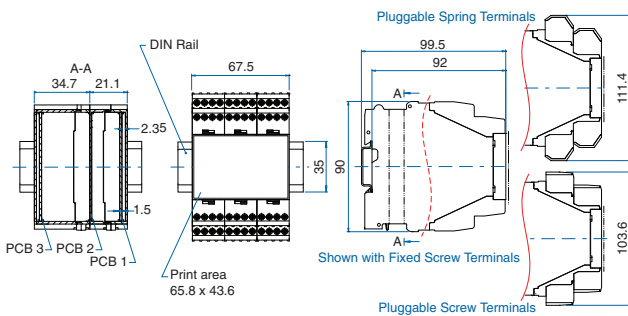 Pluggable Spring Terminals
A-A
DIN Rail
34.7
21.1
67.5
99.5
92
A
2.35
1.5
35
90
111.4
PCB 3
PCB 2
PCB 1
Print area
65.8 x 43.6
A
Shown with Fixed Screw Terminals
103.6
Pluggable Screw Terminals